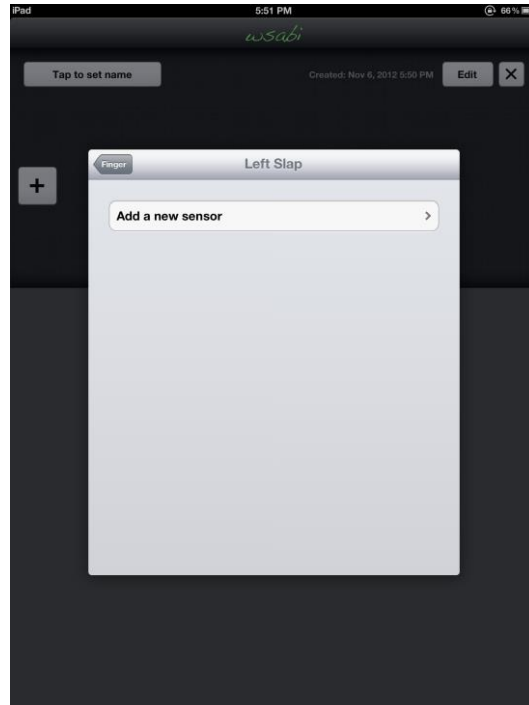 iPad 5:51 PM 66%
wsabi
Tap to set name Created: Nov 6, 2012 5:50 PM Edit
Finger Left Slap
+
Add a new sensor